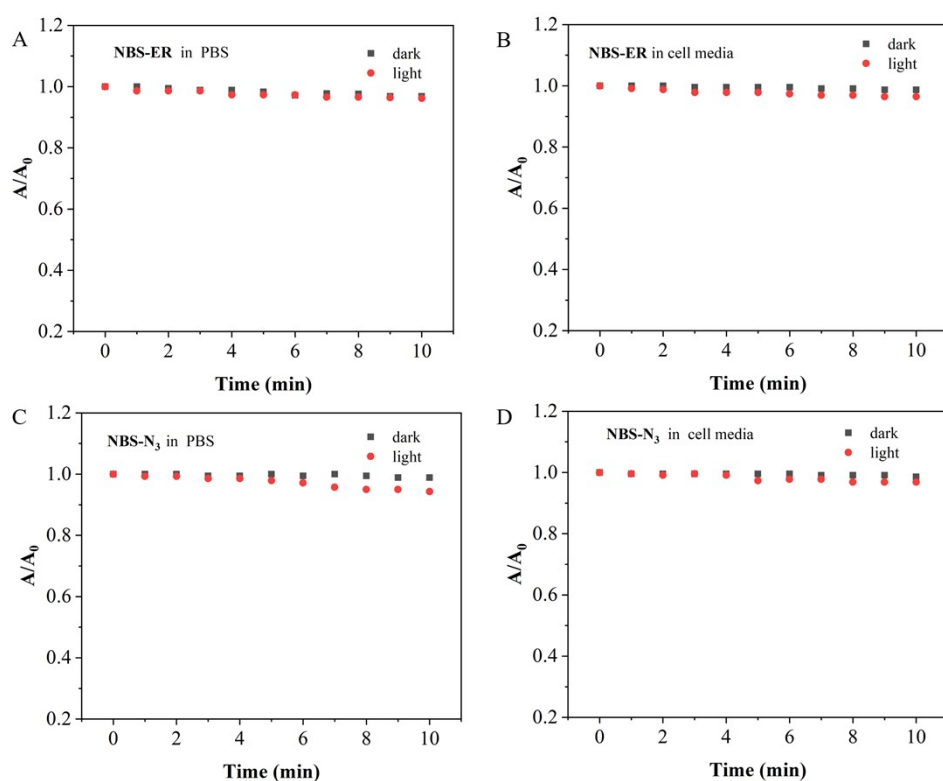 A
NBS-ER in PBS
dark
light
1.2
1.0
0.8
0.6
0.4
0.2
A/A0
0 2 4 6 8 10
Time (min)
B
NBS-ER in cell media
dark
light
1.2
1.0
0.8
0.6
0.4
0.2
A/A0
0 2 4 6 8 10
Time (min)
C
NBS-N3 in PBS
dark
light
1.2
1.0
0.8
0.6
0.4
0.2
A/A0
0 2 4 6 8 10
Time (min)
D
NBS-N3 in cell media
dark
light
1.2
1.0
0.8
0.6
0.4
0.2
A/A0
0 2 4 6 8 10
Time (min)